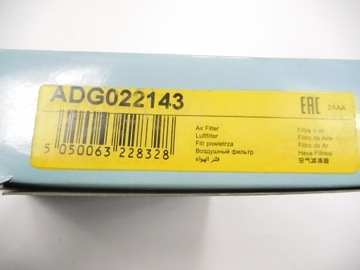 ADG022143
EAC
2AAA
Air Filter
Luftfilter
Filtr powietrza
Воздушный фильтр
فلتر الهواء
Filtre à air
Filtro de Aire
Filtro de Ar
Hava Filtresi
空气滤清器
5 050063 228328